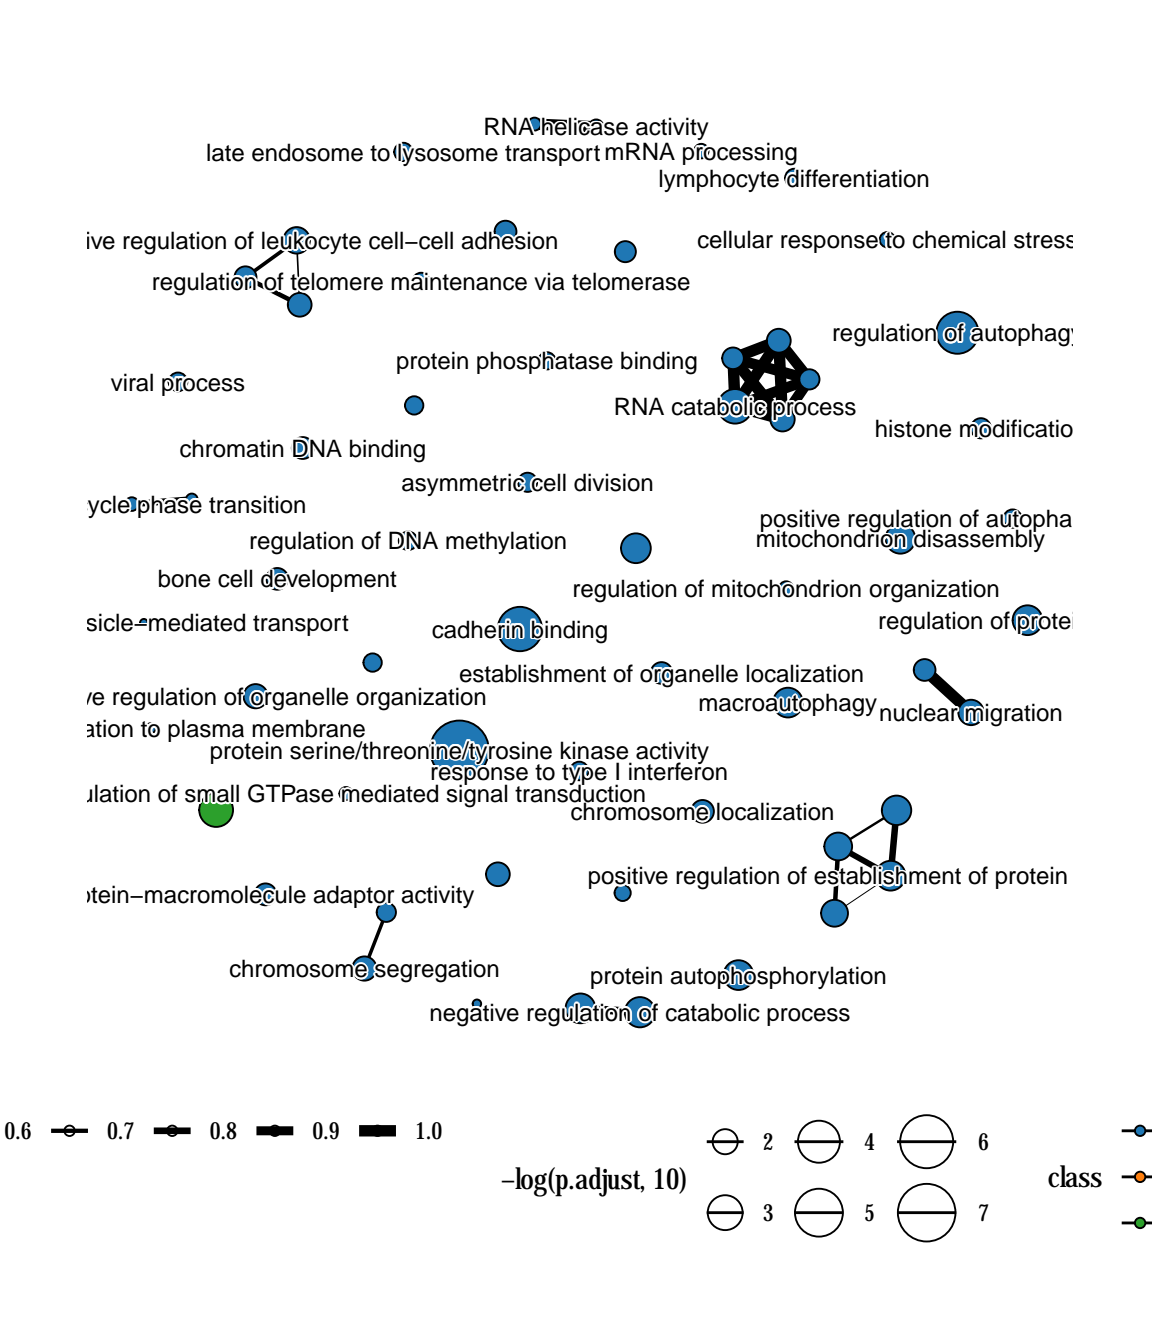 RNA helicase activity
late endosome to lysosome transport
mRNA processing
lymphocyte differentiation
ive regulation of leukocyte cell−cell adhesion
cellular response to chemical stress
regulation of telomere maintenance via telomerase
regulation of autophagy
protein phosphatase binding
viral process
RNA catabolic process
histone modificatio
chromatin DNA binding
asymmetric cell division
ycle phase transition
positive regulation of autopha
mitochondrion disassembly
regulation of DNA methylation
bone cell development
regulation of mitochondrion organization
sicle−mediated transport
cadherin binding
regulation of protei
establishment of organelle localization
ve regulation of organelle organization
macroautophagy
nuclear migration
ation to plasma membrane
protein serine/threonine/tyrosine kinase activity
response to type I interferon
ulation of small GTPase mediated signal transduction
chromosome localization
positive regulation of establishment of protein
otein−macromolecule adaptor activity
chromosome segregation
protein autophosphorylation
negative regulation of catabolic process
0.6 0.7 0.8 0.9 1.0
−log(p.adjust, 10)
2 4 6
3 5 7
class